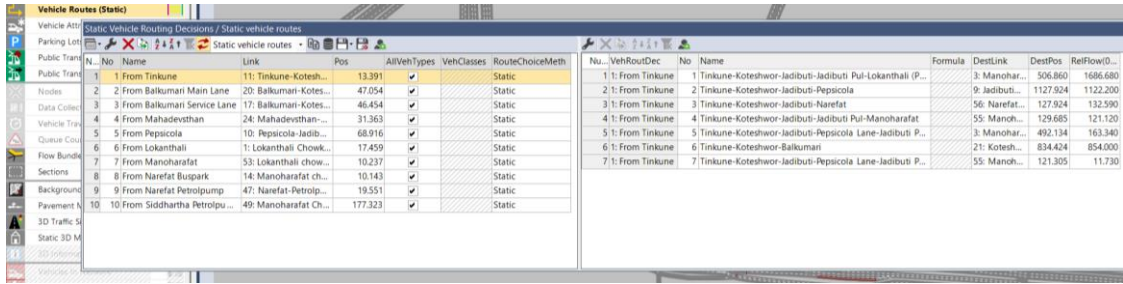 Vehicle Routes (Static)
Vehicle Attr
Parking Lot
Public Trans
Public Trans
Nodes
Data Collec
Vehicle Trav
Queue Cou
Flow Bundle
Sections
Background
Pavement M
3D Traffic Si
Static 3D M
3D Informa
Vehicles In
Static Vehicle Routing Decisions / Static vehicle routes
Static vehicle routes
N... No Name Link Pos AllVehTypes VehClasses RouteChoiceMeth
1 1 From Tinkune 11: Tinkune-Kotesh... 13.391 Static
2 2 From Balkumari Main Lane 20: Balkumari-Kotes... 47.054 Static
3 3 From Balkumari Service Lane 17: Balkumari-Kotes... 46.454 Static
4 4 From Mahadevsthan 24: Mahadevsthan-... 31.363 Static
5 5 From Pepsicola 10: Pepsicola-Jadib... 68.916 Static
6 6 From Lokanthali 1: Lokanthali Chowk... 17.459 Static
7 7 From Manoharafat 53: Lokanthali chow... 10.237 Static
8 8 From Narefat Buspark 14: Manoharafat ch... 10.143 Static
9 9 From Narefat Petrolpump 47: Narefat-Petrolp... 19.551 Static
10 10 From Siddhartha Petrolpu... 49: Manoharafat Ch... 177.323 Static
Nu... VehRoutDec No Name Formula DestLink DestPos RelFlow(0...
1 1: From Tinkune 1 Tinkune-Koteshwor-Jadibuti-Jadibuti Pul-Lokanthali (P... 3: Manohar... 506.860 1686.680
2 1: From Tinkune 2 Tinkune-Koteshwor-Jadibuti-Pepsicola 9: Jadibuti... 1127.924 1122.200
3 1: From Tinkune 3 Tinkune-Koteshwor-Jadibuti-Narefat 56: Narefat... 127.924 132.590
4 1: From Tinkune 4 Tinkune-Koteshwor-Jadibuti-Jadibuti Pul-Manoharafat 55: Manoh... 129.685 121.120
5 1: From Tinkune 5 Tinkune-Koteshwor-Jadibuti-Pepsicola Lane-Jadibuti P... 3: Manohar... 492.134 163.340
6 1: From Tinkune 6 Tinkune-Koteshwor-Balkumari 21: Kotesh... 834.424 854.000
7 1: From Tinkune 7 Tinkune-Koteshwor-Jadibuti-Pepsicola Lane-Jadibuti P... 55: Manoh... 121.305 11.730